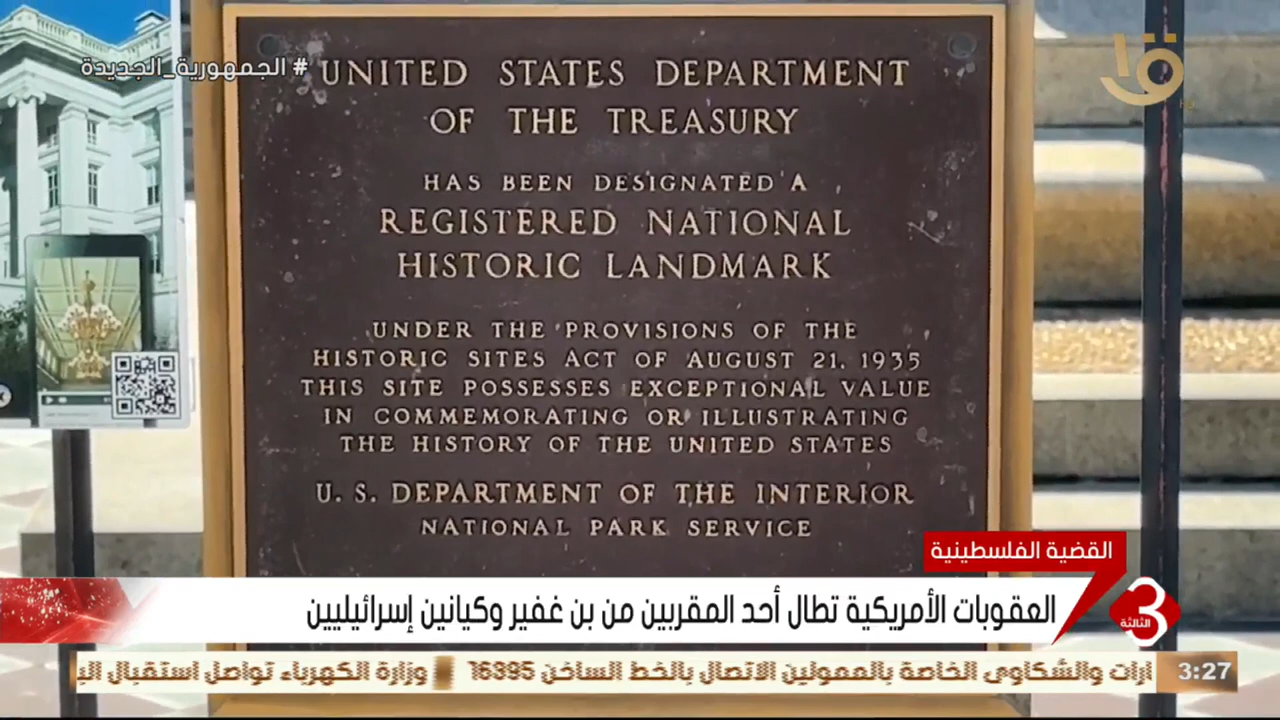 #الجمهورية_الجديدة
UNITED STATES DEPARTMENT
OF THE TREASURY
HAS BEEN DESIGNATED A
REGISTERED NATIONAL
HISTORIC LANDMARK
UNDER THE PROVISIONS OF THE
HISTORIC SITES ACT OF AUGUST 21, 1935
THIS SITE POSSESSES EXCEPTIONAL VALUE
IN COMMEMORATING OR ILLUSTRATING
THE HISTORY OF THE UNITED STATES
U. S. DEPARTMENT OF THE INTERIOR
NATIONAL PARK SERVICE
القضية الفلسطينية
العقوبات الأمريكية تطال أحد المقربين من بن غفير وكيانين إسرائيليين
3 الثالثة
والشكاوى الخاصة بالممولين الاتصال بالخط الساخن 16395 وزارة الكهرباء تواصل استقبال
3:27